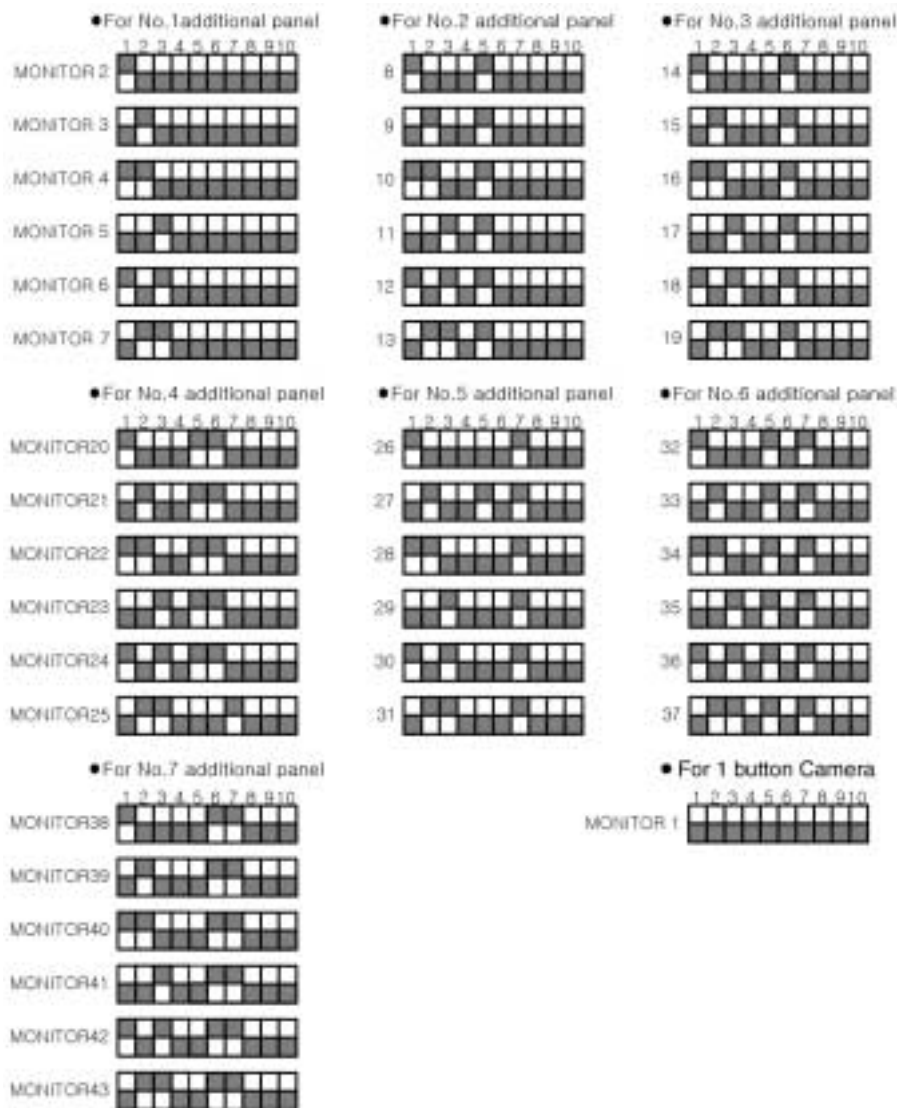 ●For No.1additional panel
●For No.2 additional panel
●For No.3 additional panel
1 2 3 4 5 6 7 8 9 10
1 2 3 4 5 6 7 8 9 10
1 2 3 4 5 6 7 8 9 10
MONITOR 2
8
14
MONITOR 3
9
15
MONITOR 4
10
16
MONITOR 5
11
17
MONITOR 6
12
18
MONITOR 7
13
19
●For No.4 additional panel
●For No.5 additional panel
●For No.6 additional panel
1 2 3 4 5 6 7 8 9 10
1 2 3 4 5 6 7 8 9 10
1 2 3 4 5 6 7 8 9 10
MONITOR20
26
32
MONITOR21
27
33
MONITOR22
28
34
MONITOR23
29
35
MONITOR24
30
36
MONITOR25
31
37
●For No.7 additional panel
● For 1 button Camera
1 2 3 4 5 6 7 8 9 10
1 2 3 4 5 6 7 8 9 10
MONITOR38
MONITOR 1
MONITOR39
MONITOR40
MONITOR41
MONITOR42
MONITOR43